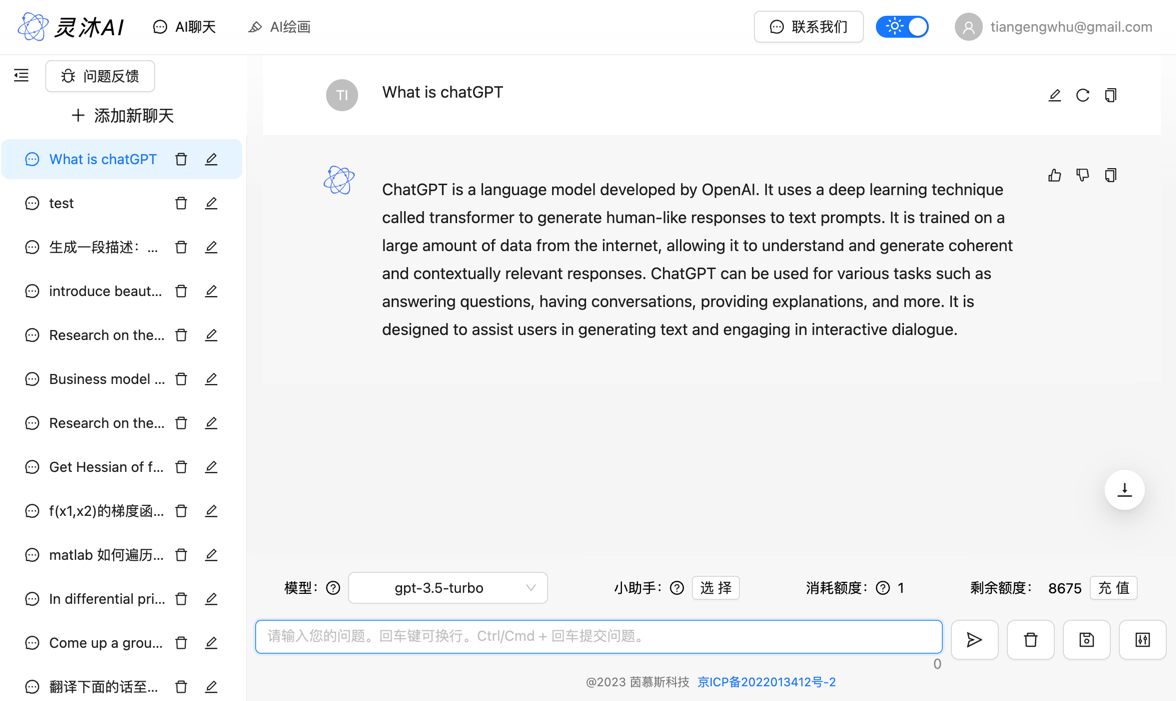 灵沐AI
AI聊天
AI绘画
联系我们
tiangengwhu@gmail.com
问题反馈
添加新聊天
What is chatGPT
test
生成一段描述：...
introduce beaut...
Research on the...
Business model ...
Research on the...
Get Hessian of f...
f(x1,x2)的梯度函...
matlab 如何遍历...
In differential pri...
Come up a grou...
翻译下面的话至...
TI
What is chatGPT
ChatGPT is a language model developed by OpenAI. It uses a deep learning technique
called transformer to generate human-like responses to text prompts. It is trained on a
large amount of data from the internet, allowing it to understand and generate coherent
and contextually relevant responses. ChatGPT can be used for various tasks such as
answering questions, having conversations, providing explanations, and more. It is
designed to assist users in generating text and engaging in interactive dialogue.
模型： gpt-3.5-turbo
小助手： 选 择
消耗额度： 1
剩余额度： 8675 充 值
请输入您的问题。回车键可换行。Ctrl/Cmd + 回车提交问题。
0
@2023 茵慕斯科技 京ICP备2022013412号-2